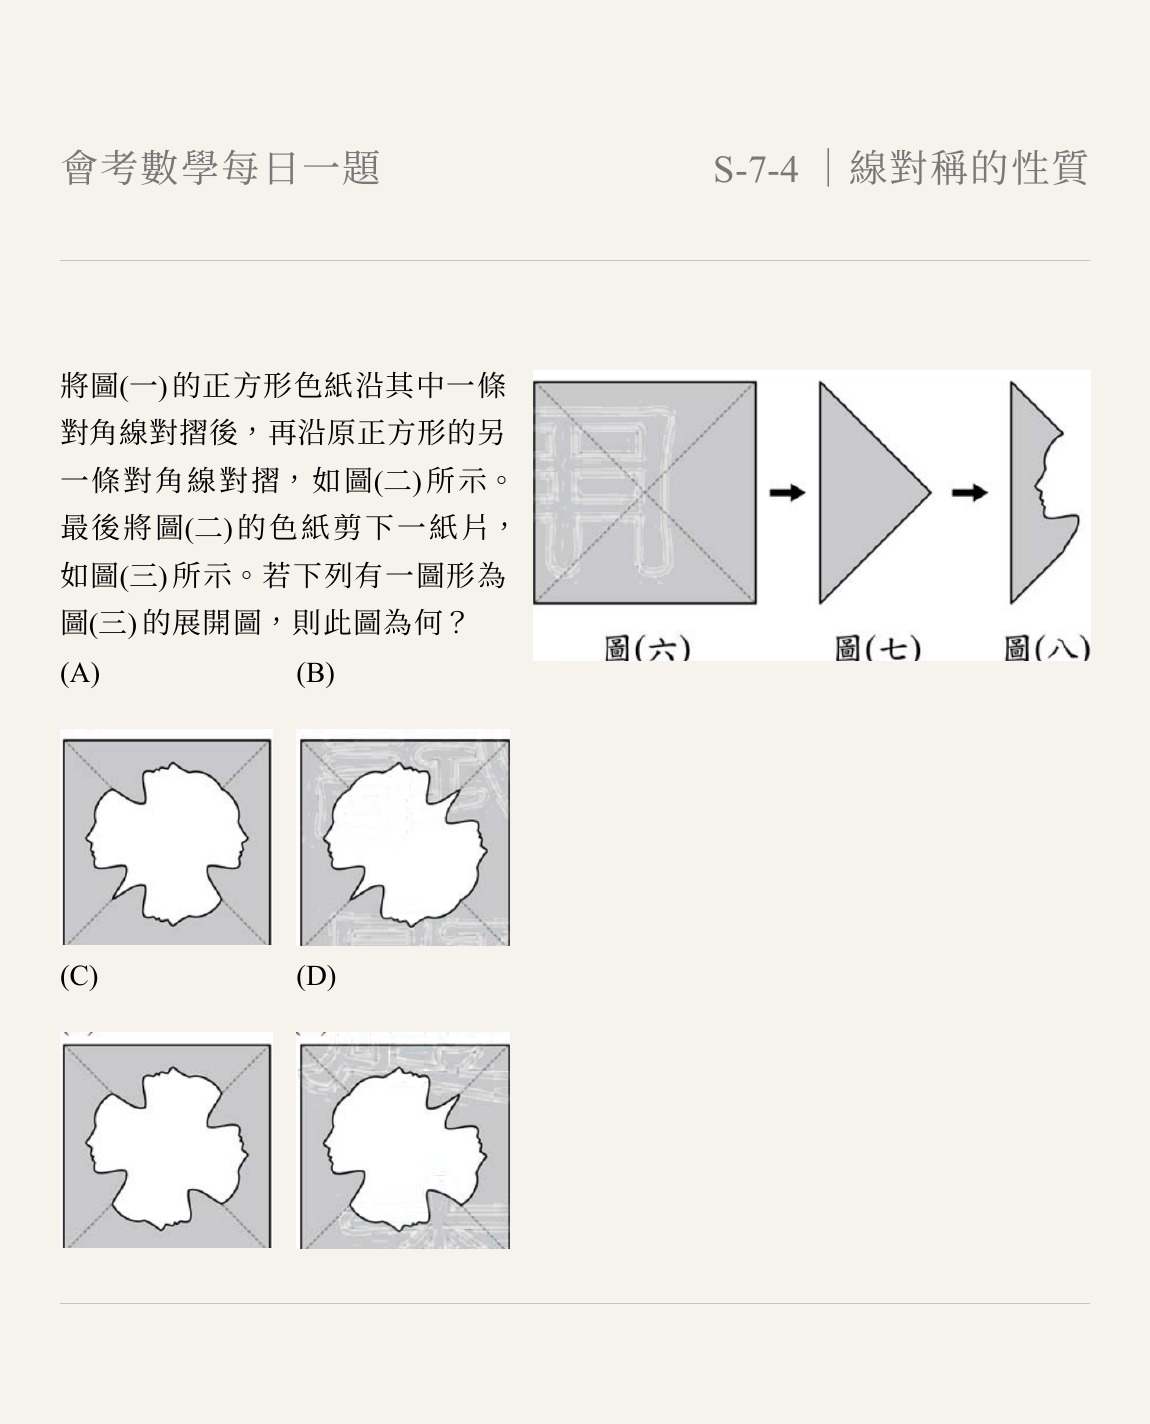 會考數學每日一題
S-7-4 ｜線對稱的性質
將圖(一)的正方形色紙沿其中一條
對角線對摺後，再沿原正方形的另
一條對角線對摺，如圖(二)所示。
最後將圖(二)的色紙剪下一紙片，
如圖(三)所示。若下列有一圖形為
圖(三)的展開圖，則此圖為何？
圖(六)
圖(七)
圖(八)
(A)
(B)
(C)
(D)